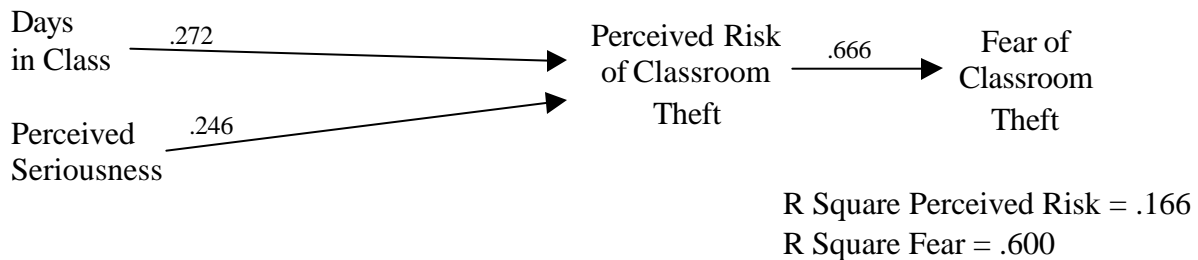 Days
in Class
.272
Perceived
Seriousness
.246
Perceived Risk
of Classroom
Theft
.666
Fear of
Classroom
Theft
R Square Perceived Risk = .166
R Square Fear = .600